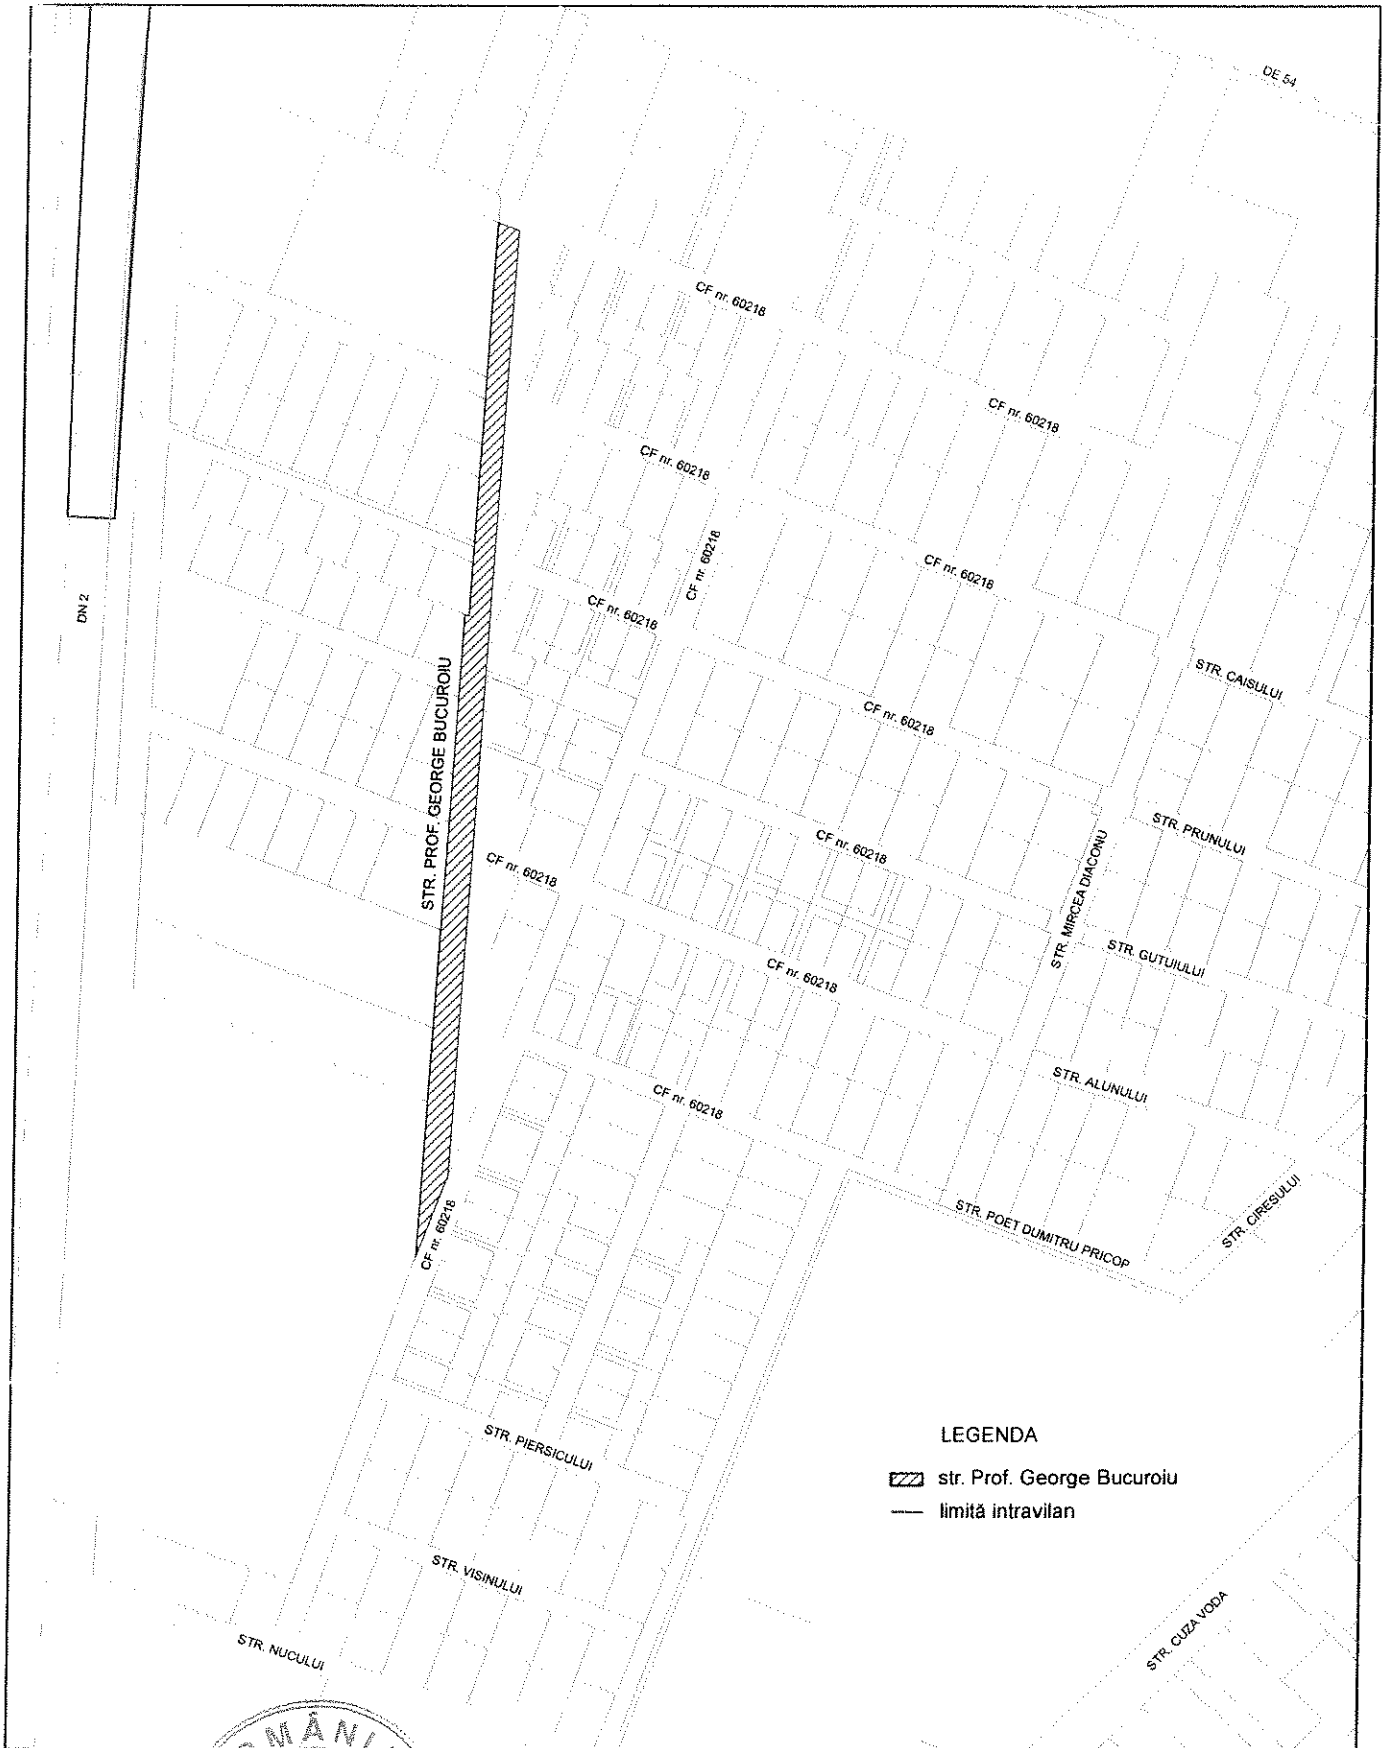 DE 54
CF nr. 60218
CF nr. 60218
CF nr. 60218
CF nr. 60218
CF nr. 60218
DN 2
CF nr. 60218
STR. PROF. GEORGE BUCUROIU
STR. CAISULUI
CF nr. 60218
STR. PRUNULUI
CF nr. 60218
STR. MIRCEA DIACONU
CF nr. 60218
STR. GUTUIULUI
CF nr. 60218
STR. ALUNULUI
CF nr. 60218
CF nr. 60218
STR. POET DUMITRU PRICOP
STR. CIRESULUI
STR. PIERSICULUI
LEGENDA
str. Prof. George Bucuroiu
limită intravilan
STR. VISINULUI
STR. CUZA VODA
STR. NUCULUI